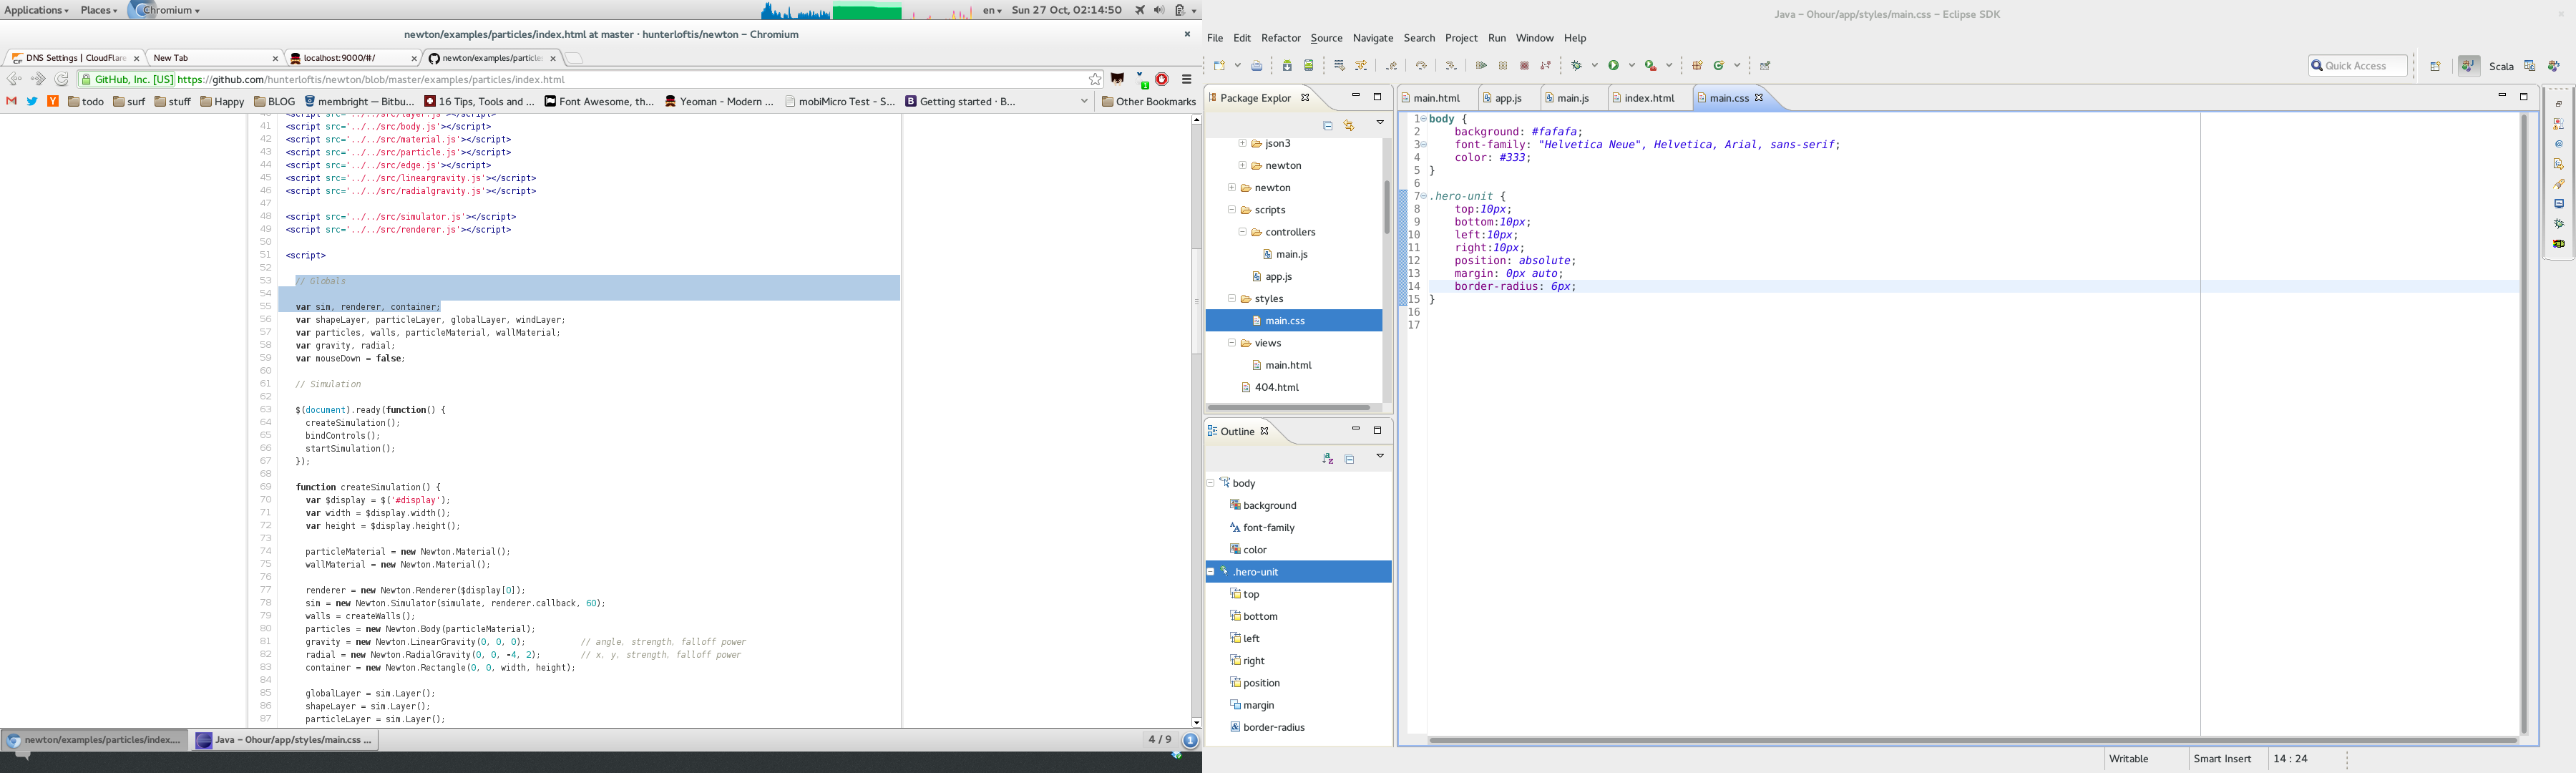 Applications
Places
Chromium
en
Sun 27 Oct, 02:14:50
newton/examples/particles/index.html at master · hunterloftis/newton – Chromium
DNS Settings | CloudFlare
New Tab
localhost:9000/#/
newton/examples/particle
GitHub, Inc. [US] https://github.com/hunterloftis/newton/blob/master/examples/particles/index.html
todo
surf
stuff
Happy
BLOG
membright — Bitbu...
16 Tips, Tools and ...
Font Awesome, th...
Yeoman - Modern ...
mobiMicro Test - S...
Getting started · B...
Other Bookmarks
40 <script src='../../src/layer.js'></script>
41 <script src='../../src/body.js'></script>
42 <script src='../../src/material.js'></script>
43 <script src='../../src/particle.js'></script>
44 <script src='../../src/edge.js'></script>
45 <script src='../../src/lineargravity.js'></script>
46 <script src='../../src/radialgravity.js'></script>
47
48 <script src='../../src/simulator.js'></script>
49 <script src='../../src/renderer.js'></script>
50
51 <script>
52
53 // Globals
54
55 var sim, renderer, container;
56 var shapeLayer, particleLayer, globalLayer, windLayer;
57 var particles, walls, particleMaterial, wallMaterial;
58 var gravity, radial;
59 var mouseDown = false;
60
61 // Simulation
62
63 $(document).ready(function() {
64 createSimulation();
65 bindControls();
66 startSimulation();
67 });
68
69 function createSimulation() {
70 var $display = $('#display');
71 var width = $display.width();
72 var height = $display.height();
73
74 particleMaterial = new Newton.Material();
75 wallMaterial = new Newton.Material();
76
77 renderer = new Newton.Renderer($display[0]);
78 sim = new Newton.Simulator(simulate, renderer.callback, 60);
79 walls = createWalls();
80 particles = new Newton.Body(particleMaterial);
81 gravity = new Newton.LinearGravity(0, 0, 0); // angle, strength, falloff power
82 radial = new Newton.RadialGravity(0, 0, -4, 2); // x, y, strength, falloff power
83 container = new Newton.Rectangle(0, 0, width, height);
84
85 globalLayer = sim.Layer();
86 shapeLayer = sim.Layer();
87 particleLayer = sim.Layer();
newton/examples/particles/index....
Java – Ohour/app/styles/main.css ...
4 / 9
1
Java – Ohour/app/styles/main.css – Eclipse SDK
File Edit Refactor Source Navigate Search Project Run Window Help
Quick Access
Scala
Package Explor
json3
newton
newton
scripts
controllers
main.js
app.js
styles
main.css
views
main.html
404.html
Outline
body
background
font-family
color
.hero-unit
top
bottom
left
right
position
margin
border-radius
main.html
app.js
main.js
index.html
main.css
1 body {
2 background: #fafafa;
3 font-family: "Helvetica Neue", Helvetica, Arial, sans-serif;
4 color: #333;
5 }
6
7 .hero-unit {
8 top:10px;
9 bottom:10px;
10 left:10px;
11 right:10px;
12 position: absolute;
13 margin: 0px auto;
14 border-radius: 6px;
15 }
16
17
Writable
Smart Insert
14 : 24